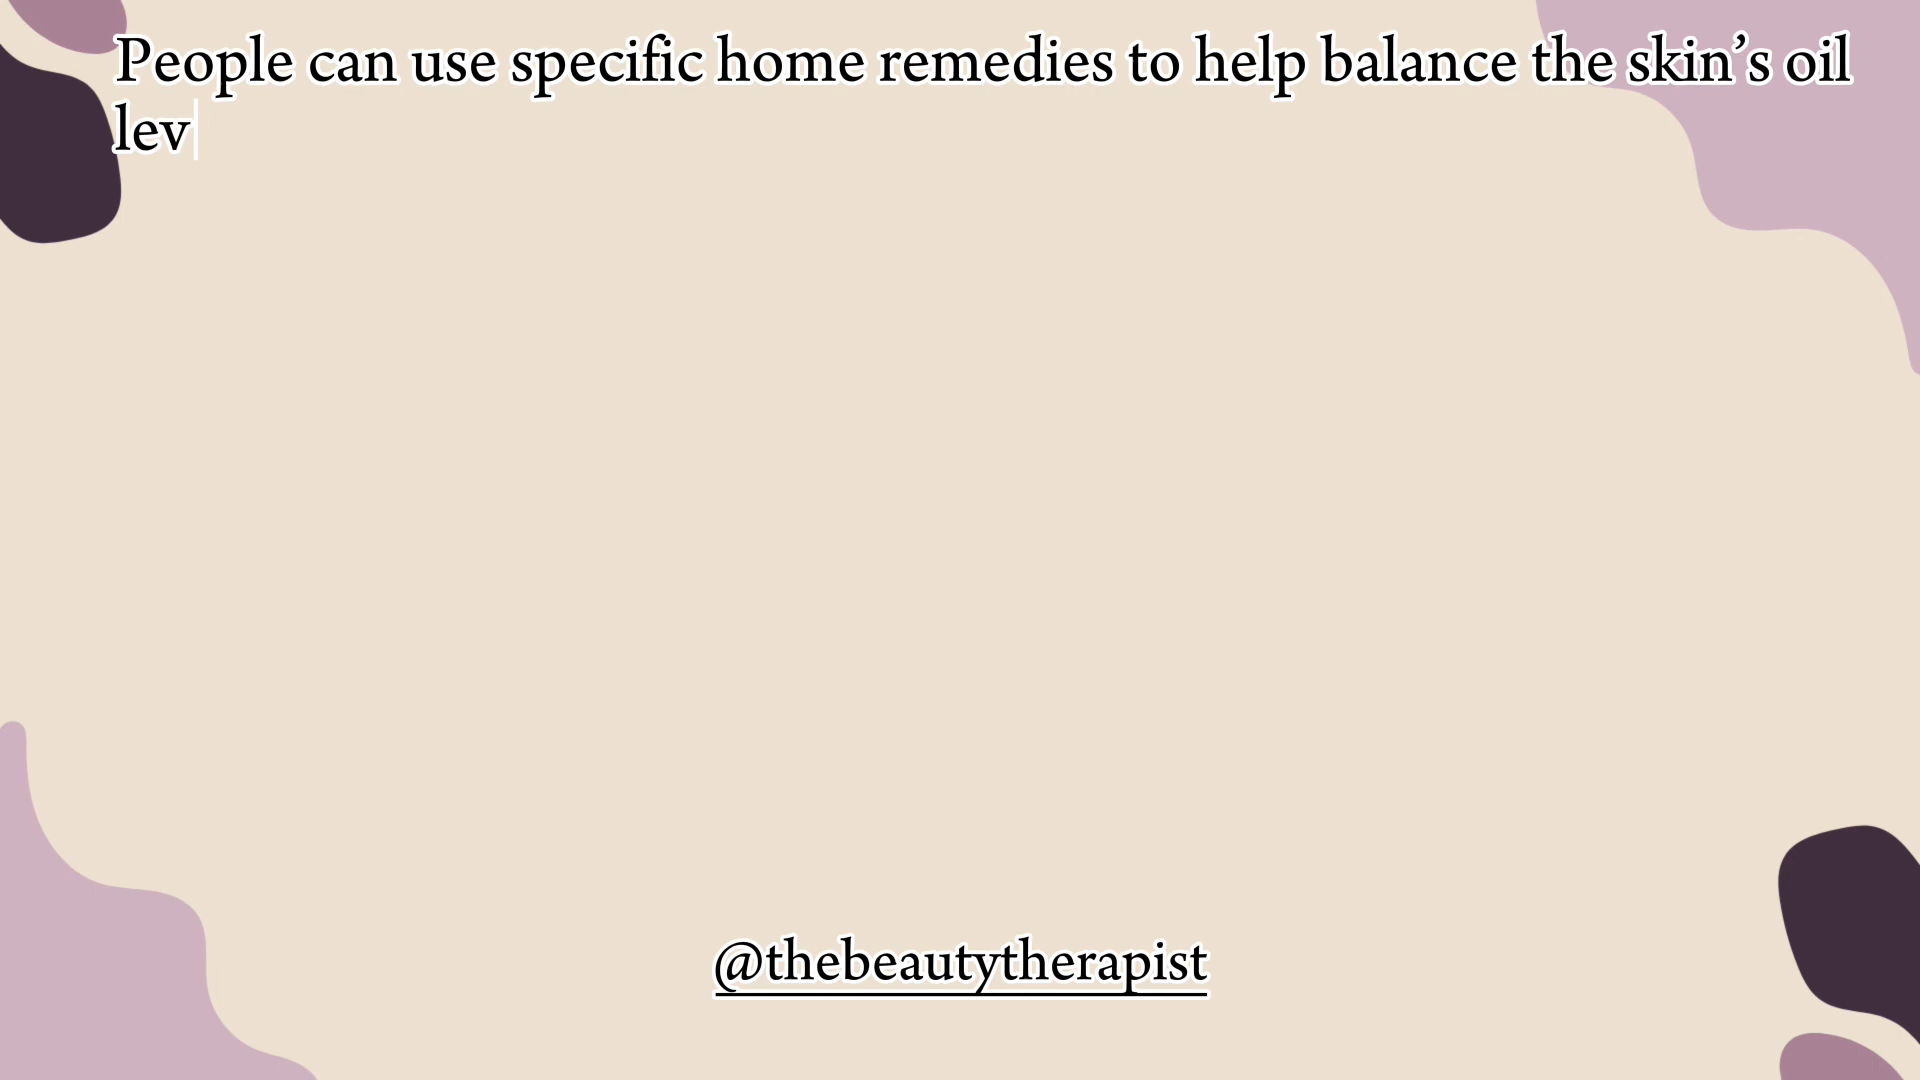 People can use specific home remedies to help balance the skin’s oil
lev
@thebeautytherapist